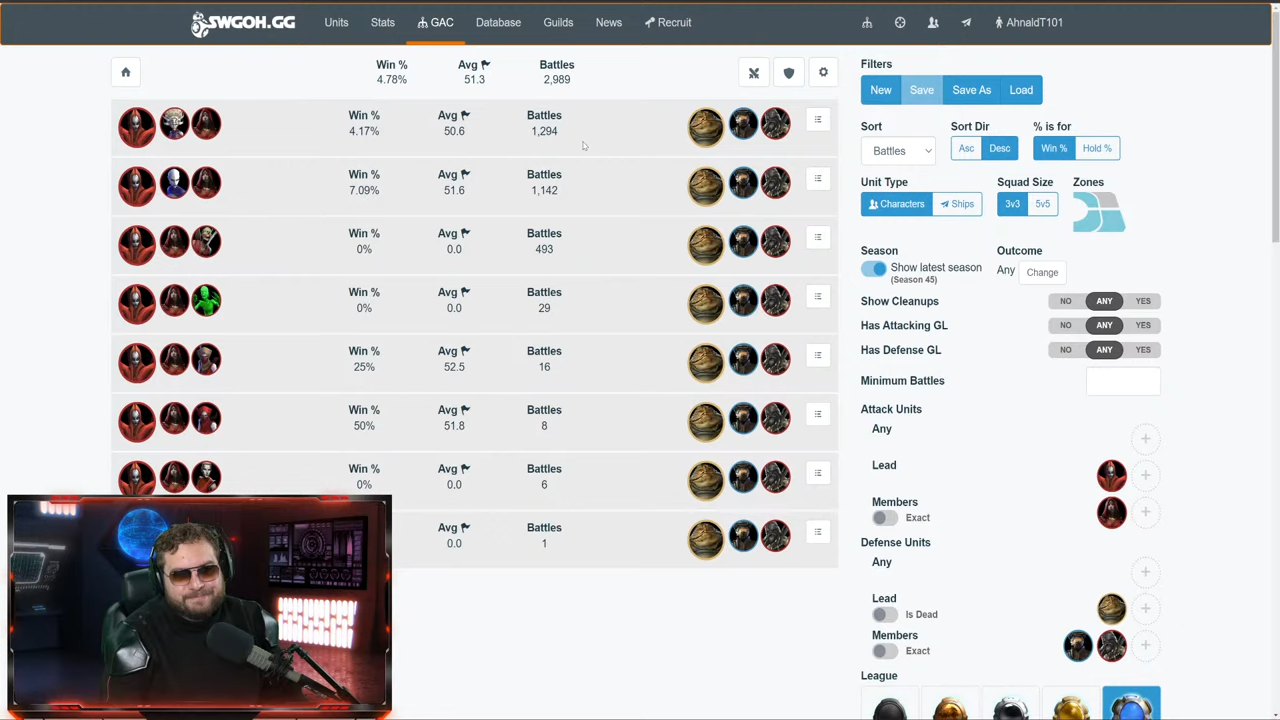 SWGOH.GG Units Stats GAC Database Guilds News Recruit AhnaldT101
Win % Avg Battles
4.78% 51.3 2,989
Win % Avg Battles
4.17% 50.6 1,294
Win % Avg Battles
7.09% 51.6 1,142
Win % Avg Battles
0% 0.0 493
Win % Avg Battles
0% 0.0 29
Win % Avg Battles
25% 52.5 16
Win % Avg Battles
50% 51.8 8
Win % Avg Battles
0% 0.0 6
Avg Battles
0.0 1
Filters
New Save Save As Load
Sort Sort Dir % is for
Battles Asc Desc Win % Hold %
Unit Type Squad Size Zones
Characters Ships 3v3 5v5
Season Outcome
Show latest season Any Change
(Season 45)
Show Cleanups NO ANY YES
Has Attacking GL NO ANY YES
Has Defense GL NO ANY YES
Minimum Battles
Attack Units
Any
Lead
Members
Exact
Defense Units
Any
Lead
Is Dead
Members
Exact
League